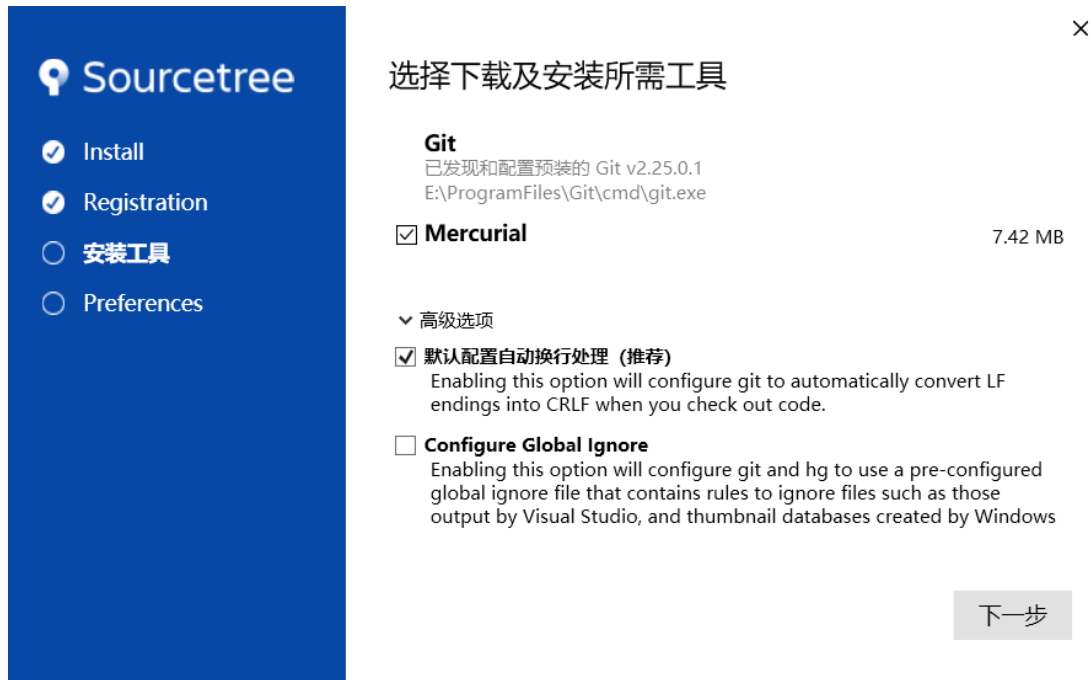 Sourcetree
Install
Registration
安装工具
Preferences
选择下载及安装所需工具
Git
已发现和配置预装的 Git v2.25.0.1
E:\ProgramFiles\Git\cmd\git.exe
Mercurial 7.42 MB
高级选项
默认配置自动换行处理 (推荐)
Enabling this option will configure git to automatically convert LF
endings into CRLF when you check out code.
Configure Global Ignore
Enabling this option will configure git and hg to use a pre-configured
global ignore file that contains rules to ignore files such as those
output by Visual Studio, and thumbnail databases created by Windows
下一步